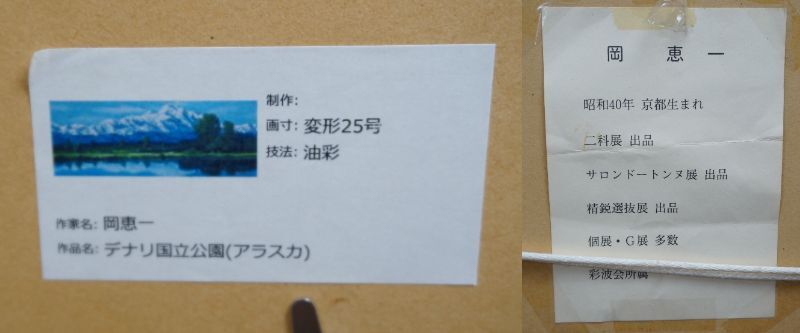 制作:
画寸: 変形25号
技法: 油彩
作家名: 岡恵一
作品名: デナリ国立公園(アラスカ)
岡 恵 一
昭和40年 京都生まれ
二科展 出品
サロンドートンヌ展 出品
精鋭選抜展 出品
個展・G展 多数
彩波会所属